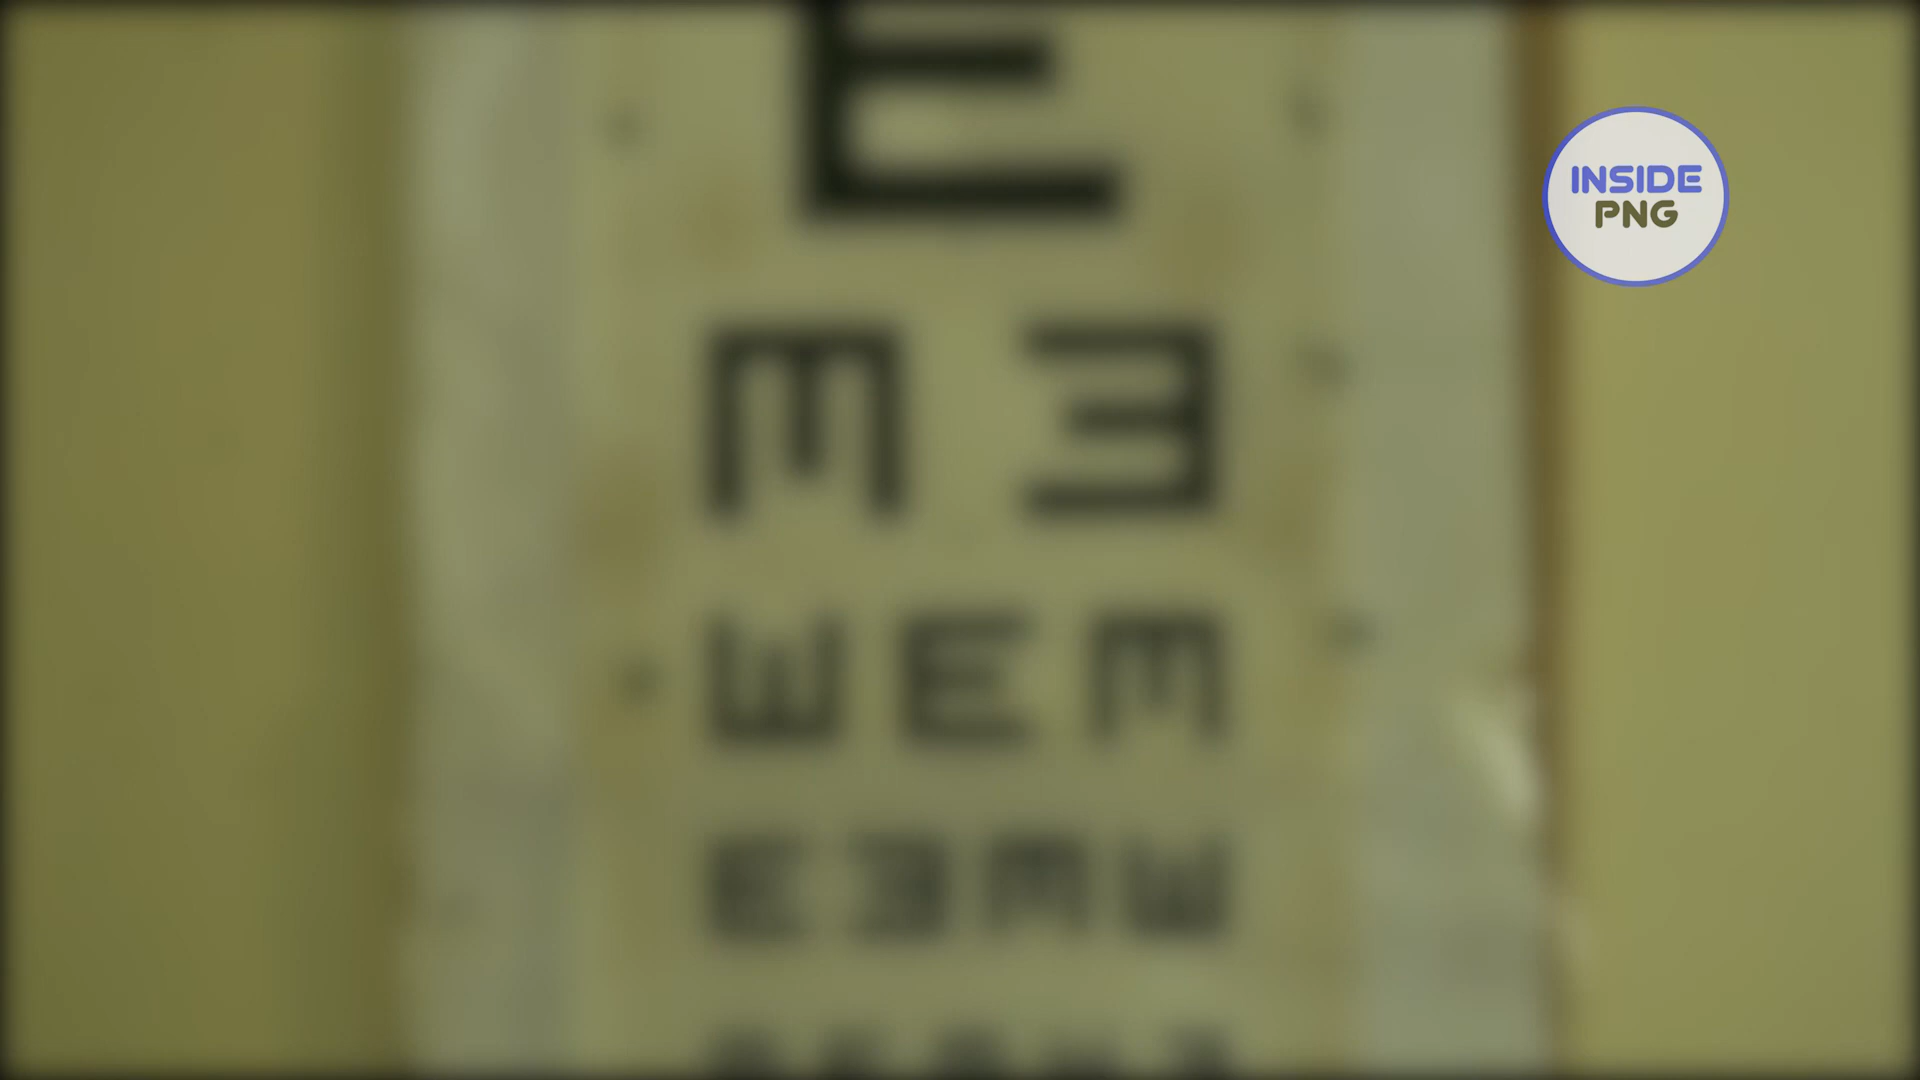 E
INSIDE
PNG
m 3
W E m
E 3 m W